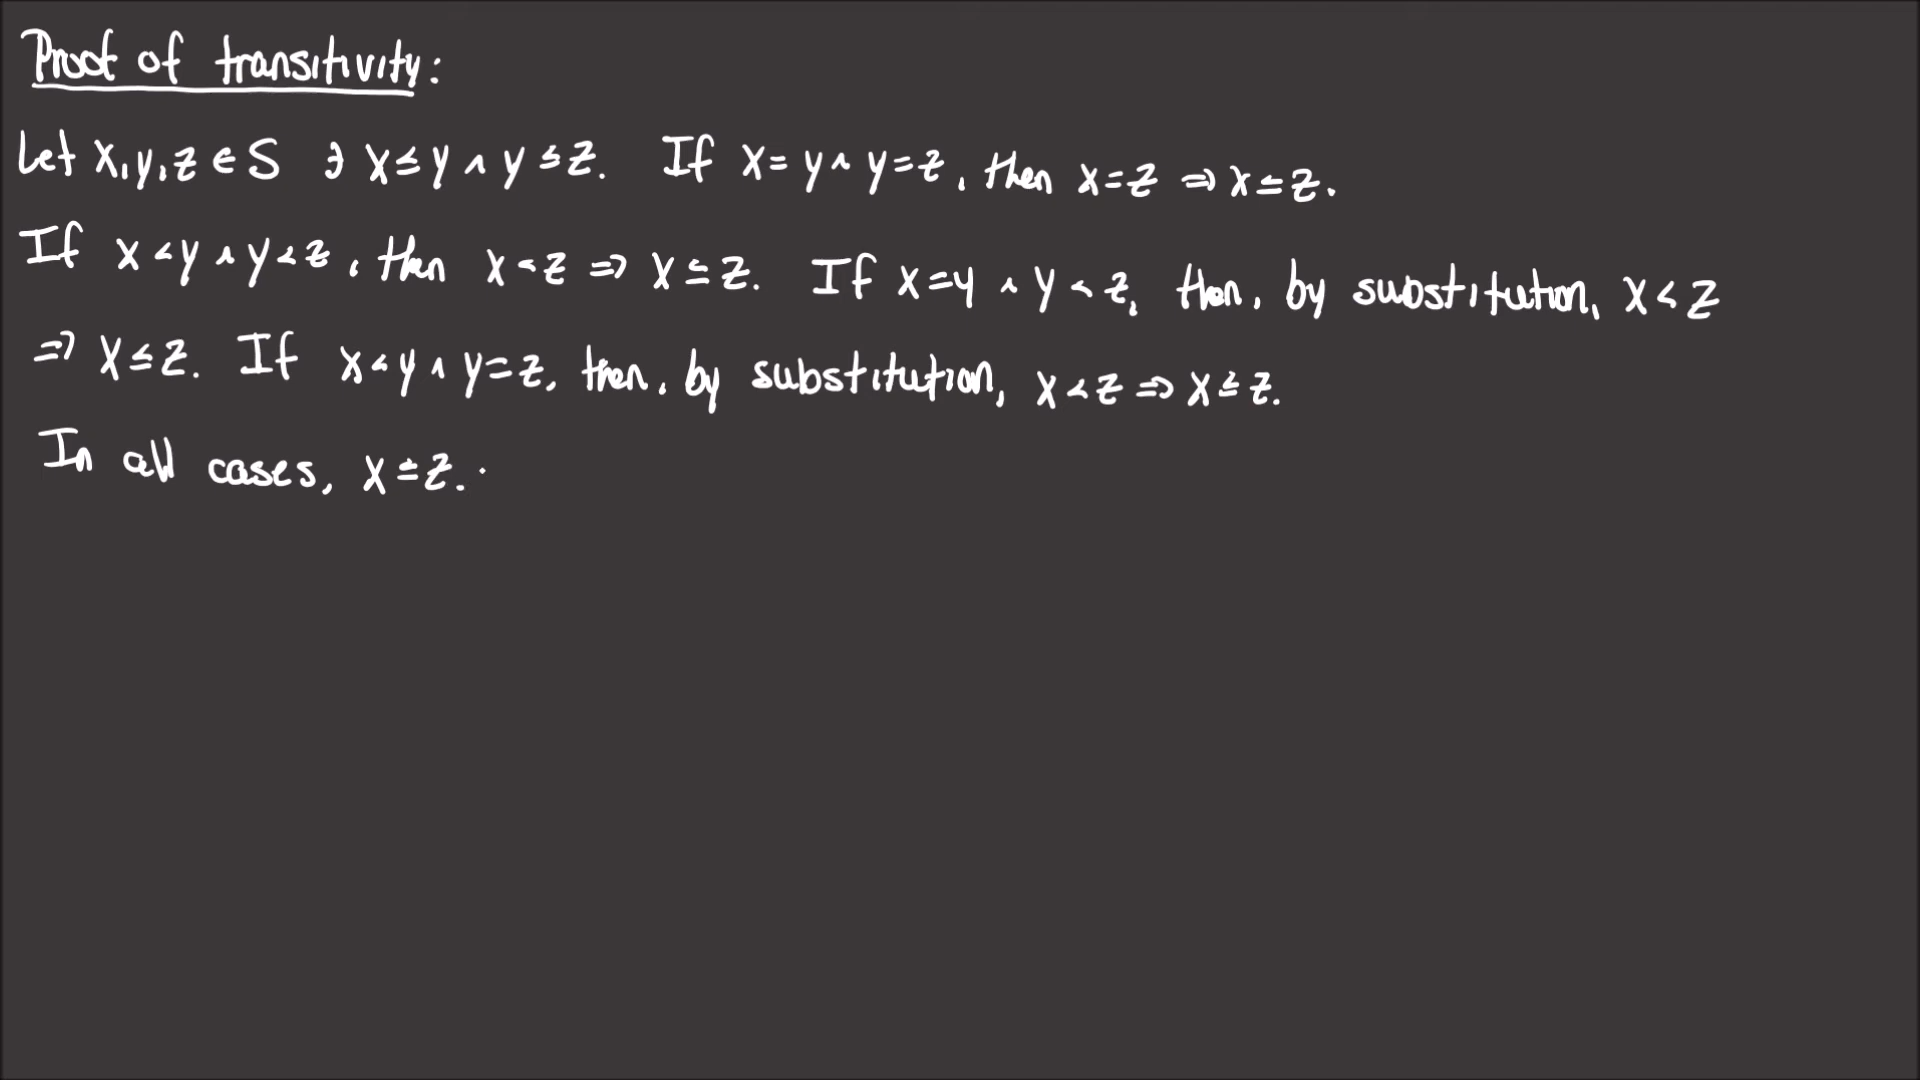 Proof of transitivity:
Let x,y,z ∈ S ∋ x ≤ y ∧ y ≤ z. If x = y ∧ y = z, then x = z ⇒ x ≤ z.
If x < y ∧ y < z, then x < z ⇒ x ≤ z. If x = y ∧ y < z, then, by substitution, x < z
⇒ x ≤ z. If x < y ∧ y = z, then, by substitution, x < z ⇒ x ≤ z.
In all cases, x ≤ z.